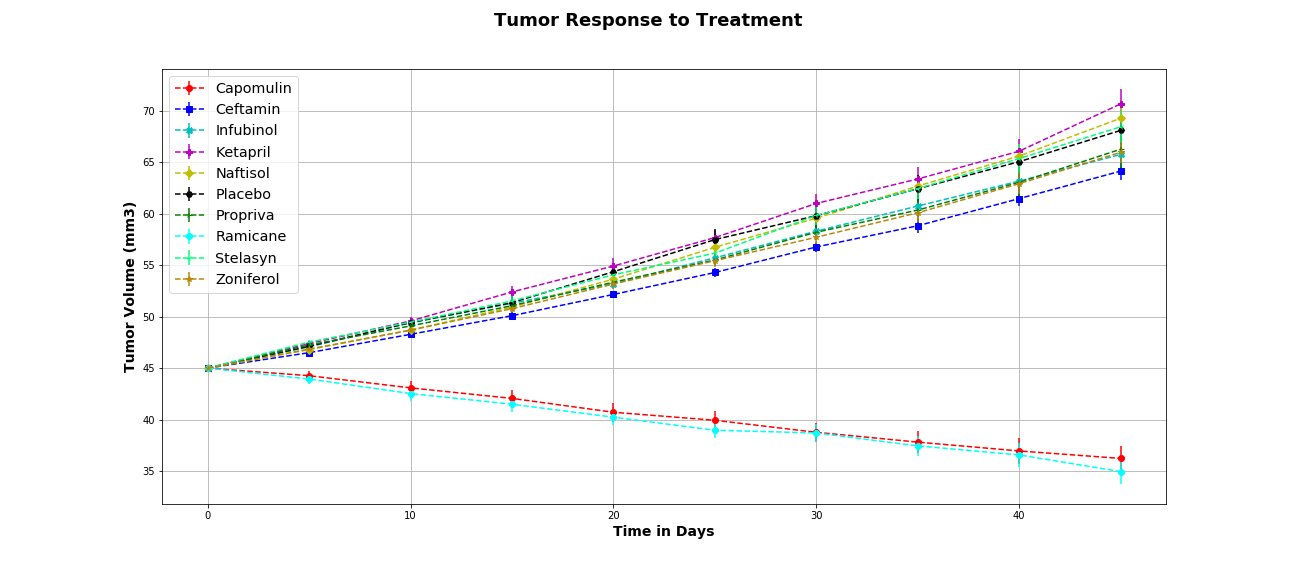 Tumor Response to Treatment
Capomulin
Ceftamin
Infubinol
Ketapril
Naftisol
Placebo
Propriva
Ramicane
Stelasyn
Zoniferol
Tumor Volume (mm3)
70
65
60
55
50
45
40
35
0 10 20 30 40
Time in Days